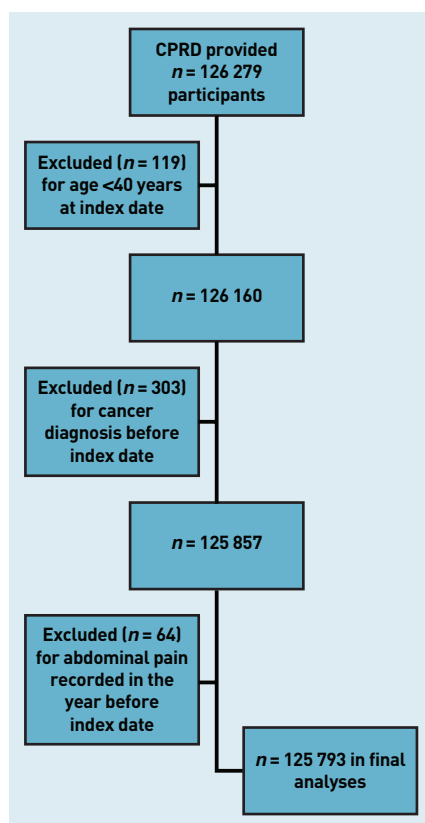 CPRD provided
n = 126 279
participants
Excluded (n = 119)
for age <40 years
at index date
n = 126 160
Excluded (n = 303)
for cancer
diagnosis before
index date
n = 125 857
Excluded (n = 64)
for abdominal pain
recorded in the
year before
index date
n = 125 793 in final
analyses